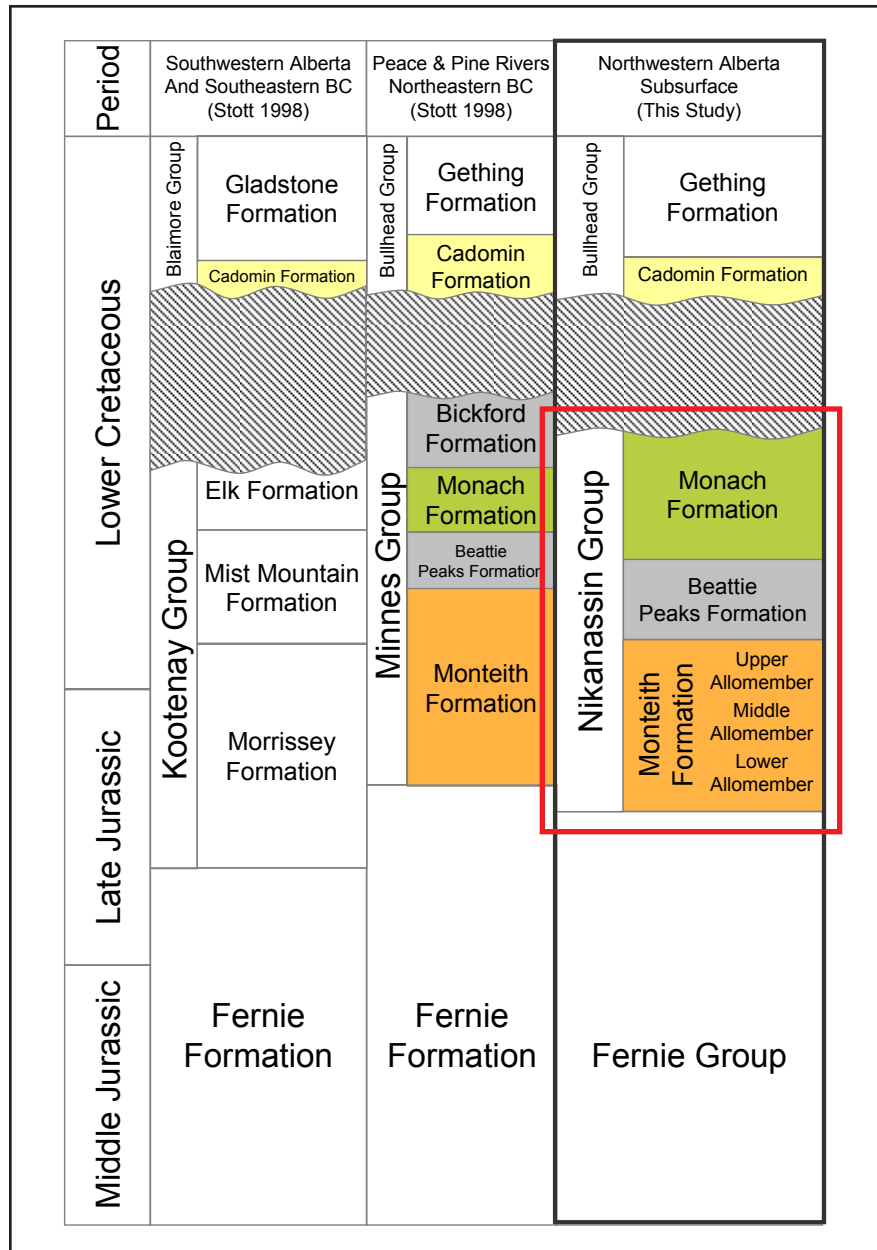 Period
Southwestern Alberta
And Southeastern BC
(Stott 1998)
Peace & Pine Rivers
Northeastern BC
(Stott 1998)
Northwestern Alberta
Subsurface
(This Study)
Lower Cretaceous
Late Jurassic
Middle Jurassic
Blaimore Group
Gladstone
Formation
Cadomin Formation
Kootenay Group
Elk Formation
Mist Mountain
Formation
Morrissey
Formation
Fernie
Formation
Bullhead Group
Gething
Formation
Cadomin
Formation
Minnes Group
Bickford
Formation
Monach
Formation
Beattie
Peaks Formation
Monteith
Formation
Fernie
Formation
Bullhead Group
Gething
Formation
Cadomin Formation
Nikanassin Group
Monach
Formation
Beattie
Peaks Formation
Monteith
Formation
Upper
Allomember
Middle
Allomember
Lower
Allomember
Fernie Group